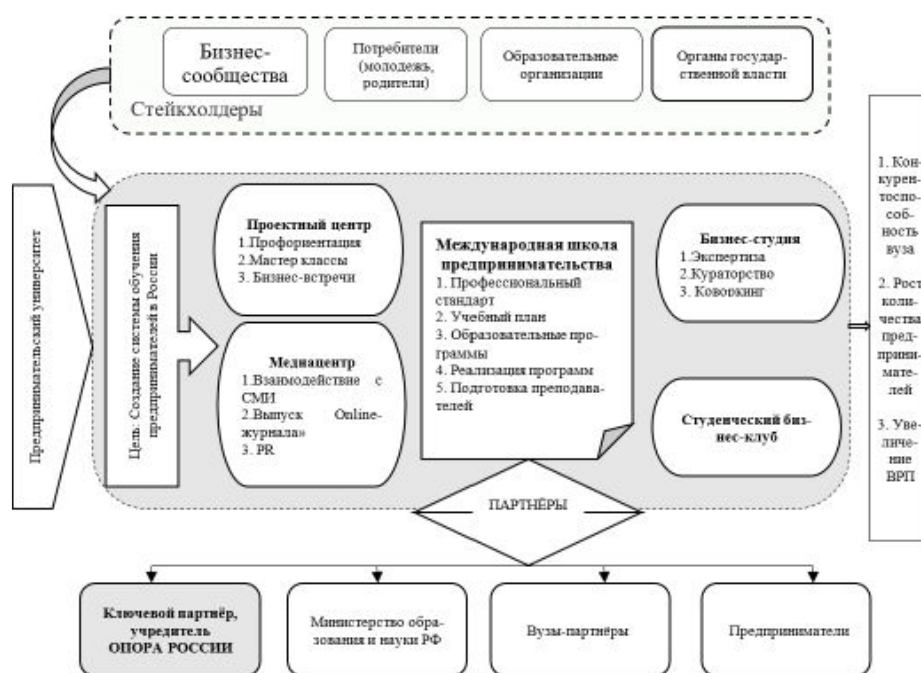 Бизнес-
сообщества
Потребители
(молодежь,
родители)
Образовательные
организации
Органы государ-
ственной власти
Стейкхолдеры
Предпринимательский университет
Цель: Создание системы обучения
предпринимателей в России
Проектный центр
1.Профориентация
2.Мастер классы
3. Бизнес-встречи
Медиацентр
1.Взаимодействие с
СМИ
2.Выпуск Online-
журнала»
3. PR
Международная школа
предпринимательства
1. Профессиональный
стандарт
2. Учебный план
3. Образовательные про-
граммы
4. Реализация программ
5. Подготовка преподава-
телей
Бизнес-студия
1.Экспертиза
2.Кураторство
3. Коворкинг
Студенческий биз-
нес-клуб
1. Кон-
курен-
тоспо-
соб-
ность
вуза
2. Рост
коли-
чества
пред-
прини-
мате-
лей
3. Уве-
личе-
ние
ВРП
ПАРТНЁРЫ
Ключевой партнёр,
учредитель
ОПОРА РОССИИ
Министерство обра-
зования и науки РФ
Вузы-партнёры
Предприниматели